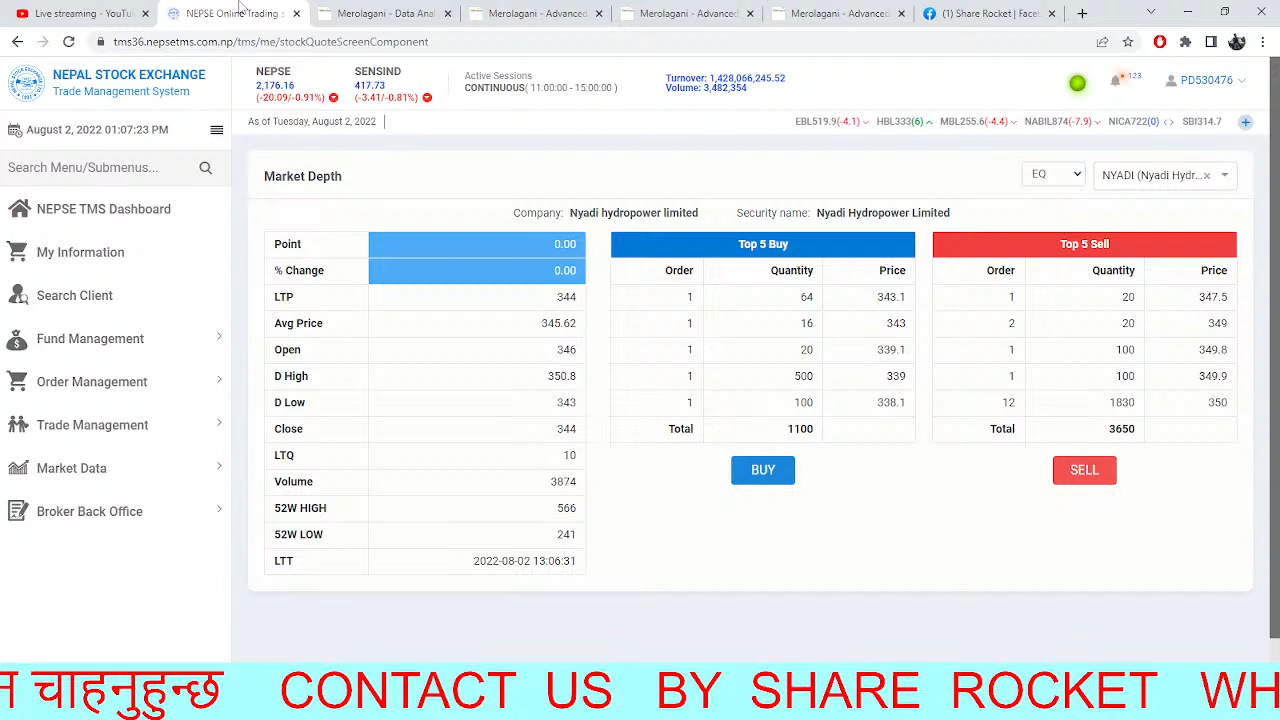 Live streaming - YouTu
NEPSE Online Trading s
Merolagani - Data Anal
Merolagani - Advanced
Merolagani - Advanced
Merolagani - Advanced
(1) Share Rocket | Face
tms36.nepsetms.com.np/tms/me/stockQuoteScreenComponent
NEPAL STOCK EXCHANGE
Trade Management System
NEPSE
2,176.16
(-20.09/-0.91%)
SENSIND
417.73
(-3.41/-0.81%)
Active Sessions
CONTINUOUS( 11:00:00 - 15:00:00 )
Turnover: 1,428,066,245.52
Volume: 3,482,354
123
PD530476
August 2, 2022 01:07:23 PM
As of Tuesday, August 2, 2022
EBL519.9(-4.1) HBL333(6) MBL255.6(-4.4) NABIL874(-7.9) NICA722(0) SBI314.7
Search Menu/Submenus...
NEPSE TMS Dashboard
My Information
Search Client
Fund Management
Order Management
Trade Management
Market Data
Broker Back Office
Market Depth
EQ
NYADI (Nyadi Hydr...
Company: Nyadi hydropower limited Security name: Nyadi Hydropower Limited
Point 0.00
% Change 0.00
LTP 344
Avg Price 345.62
Open 346
D High 350.8
D Low 343
Close 344
LTQ 10
Volume 3874
52W HIGH 566
52W LOW 241
LTT 2022-08-02 13:06:31
Top 5 Buy
Order Quantity Price
1 64 343.1
1 16 343
1 20 339.1
1 500 339
1 100 338.1
Total 1100
BUY
Top 5 Sell
Order Quantity Price
1 20 347.5
2 20 349
1 100 349.8
1 100 349.9
12 1830 350
Total 3650
SELL
न चाहनुहुन्छ CONTACT US BY SHARE ROCKET WH